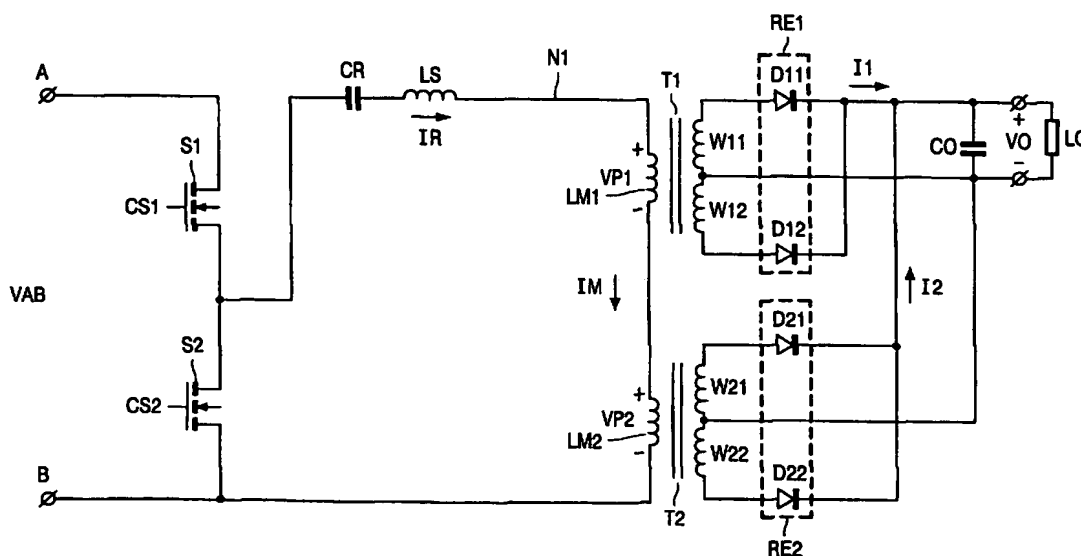 RE1
A
CR
LS
N1
T1
D11
I1
IR
S1
W11
+
CO
VO
+
-
CS1
VP1
LM1
-
W12
D12
VAB
IM
I2
S2
D21
CS2
+
VP2
LM2
-
W21
W22
B
D22
T2
RE2